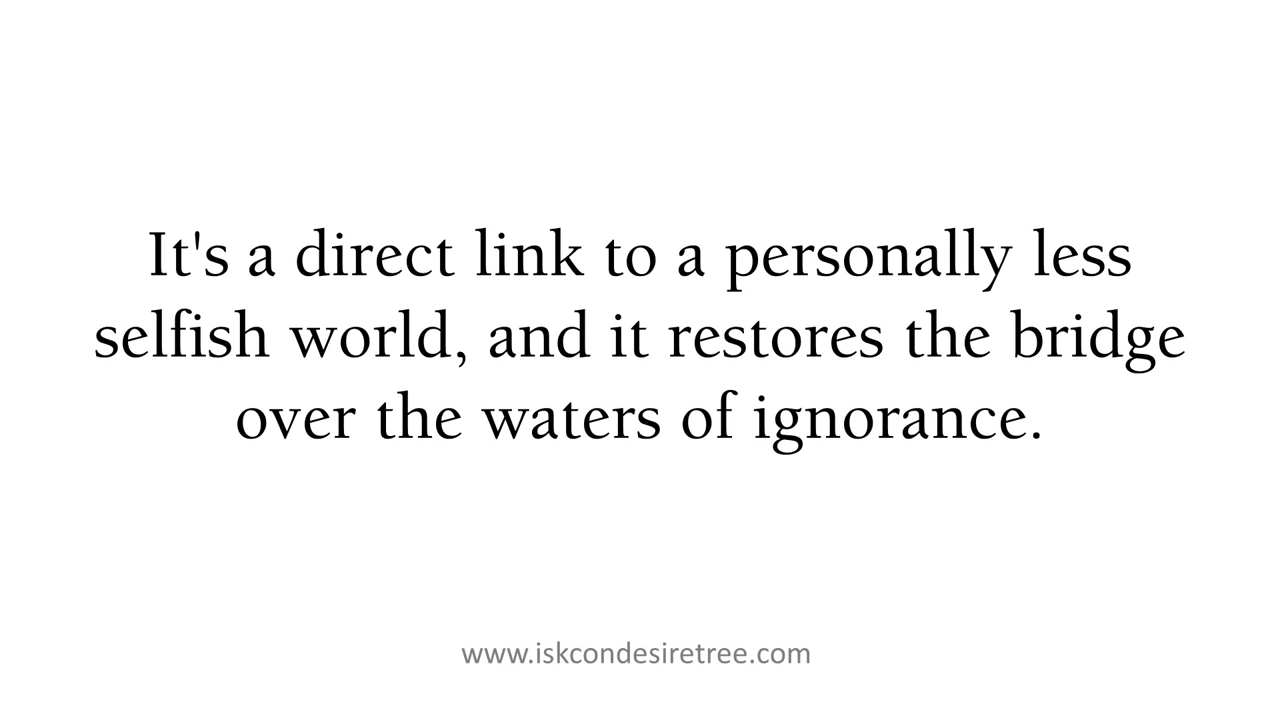 It's a direct link to a personally less
selfish world, and it restores the bridge
over the waters of ignorance.
www.iskcondesiretree.com